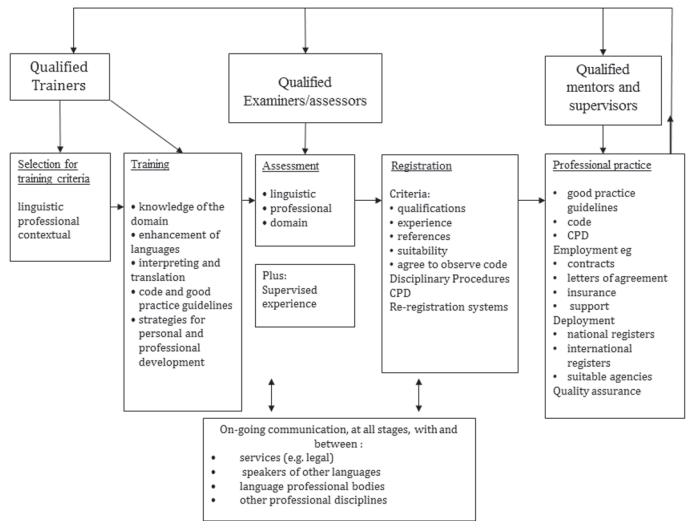 Qualified
Trainers
Qualified
Examiners/assessors
Qualified
mentors and
supervisors
Selection for
training criteria
linguistic
professional
contextual
Training
• knowledge of the
domain
• enhancement of
languages
• interpreting and
translation
• code and good
practice guidelines
• strategies for
personal and
professional
development
Assessment
• linguistic
• professional
• domain
Plus:
Supervised
experience
Registration
Criteria:
• qualifications
• experience
• references
• suitability
• agree to observe code
Disciplinary Procedures
CPD
Re-registration systems
Professional practice
• good practice
guidelines
• code
• CPD
Employment eg
• contracts
• letters of agreement
• insurance
• support
Deployment
• national registers
• international
registers
• suitable agencies
Quality assurance
On-going communication, at all stages, with and
between :
• services (e.g. legal)
• speakers of other languages
• language professional bodies
• other professional disciplines